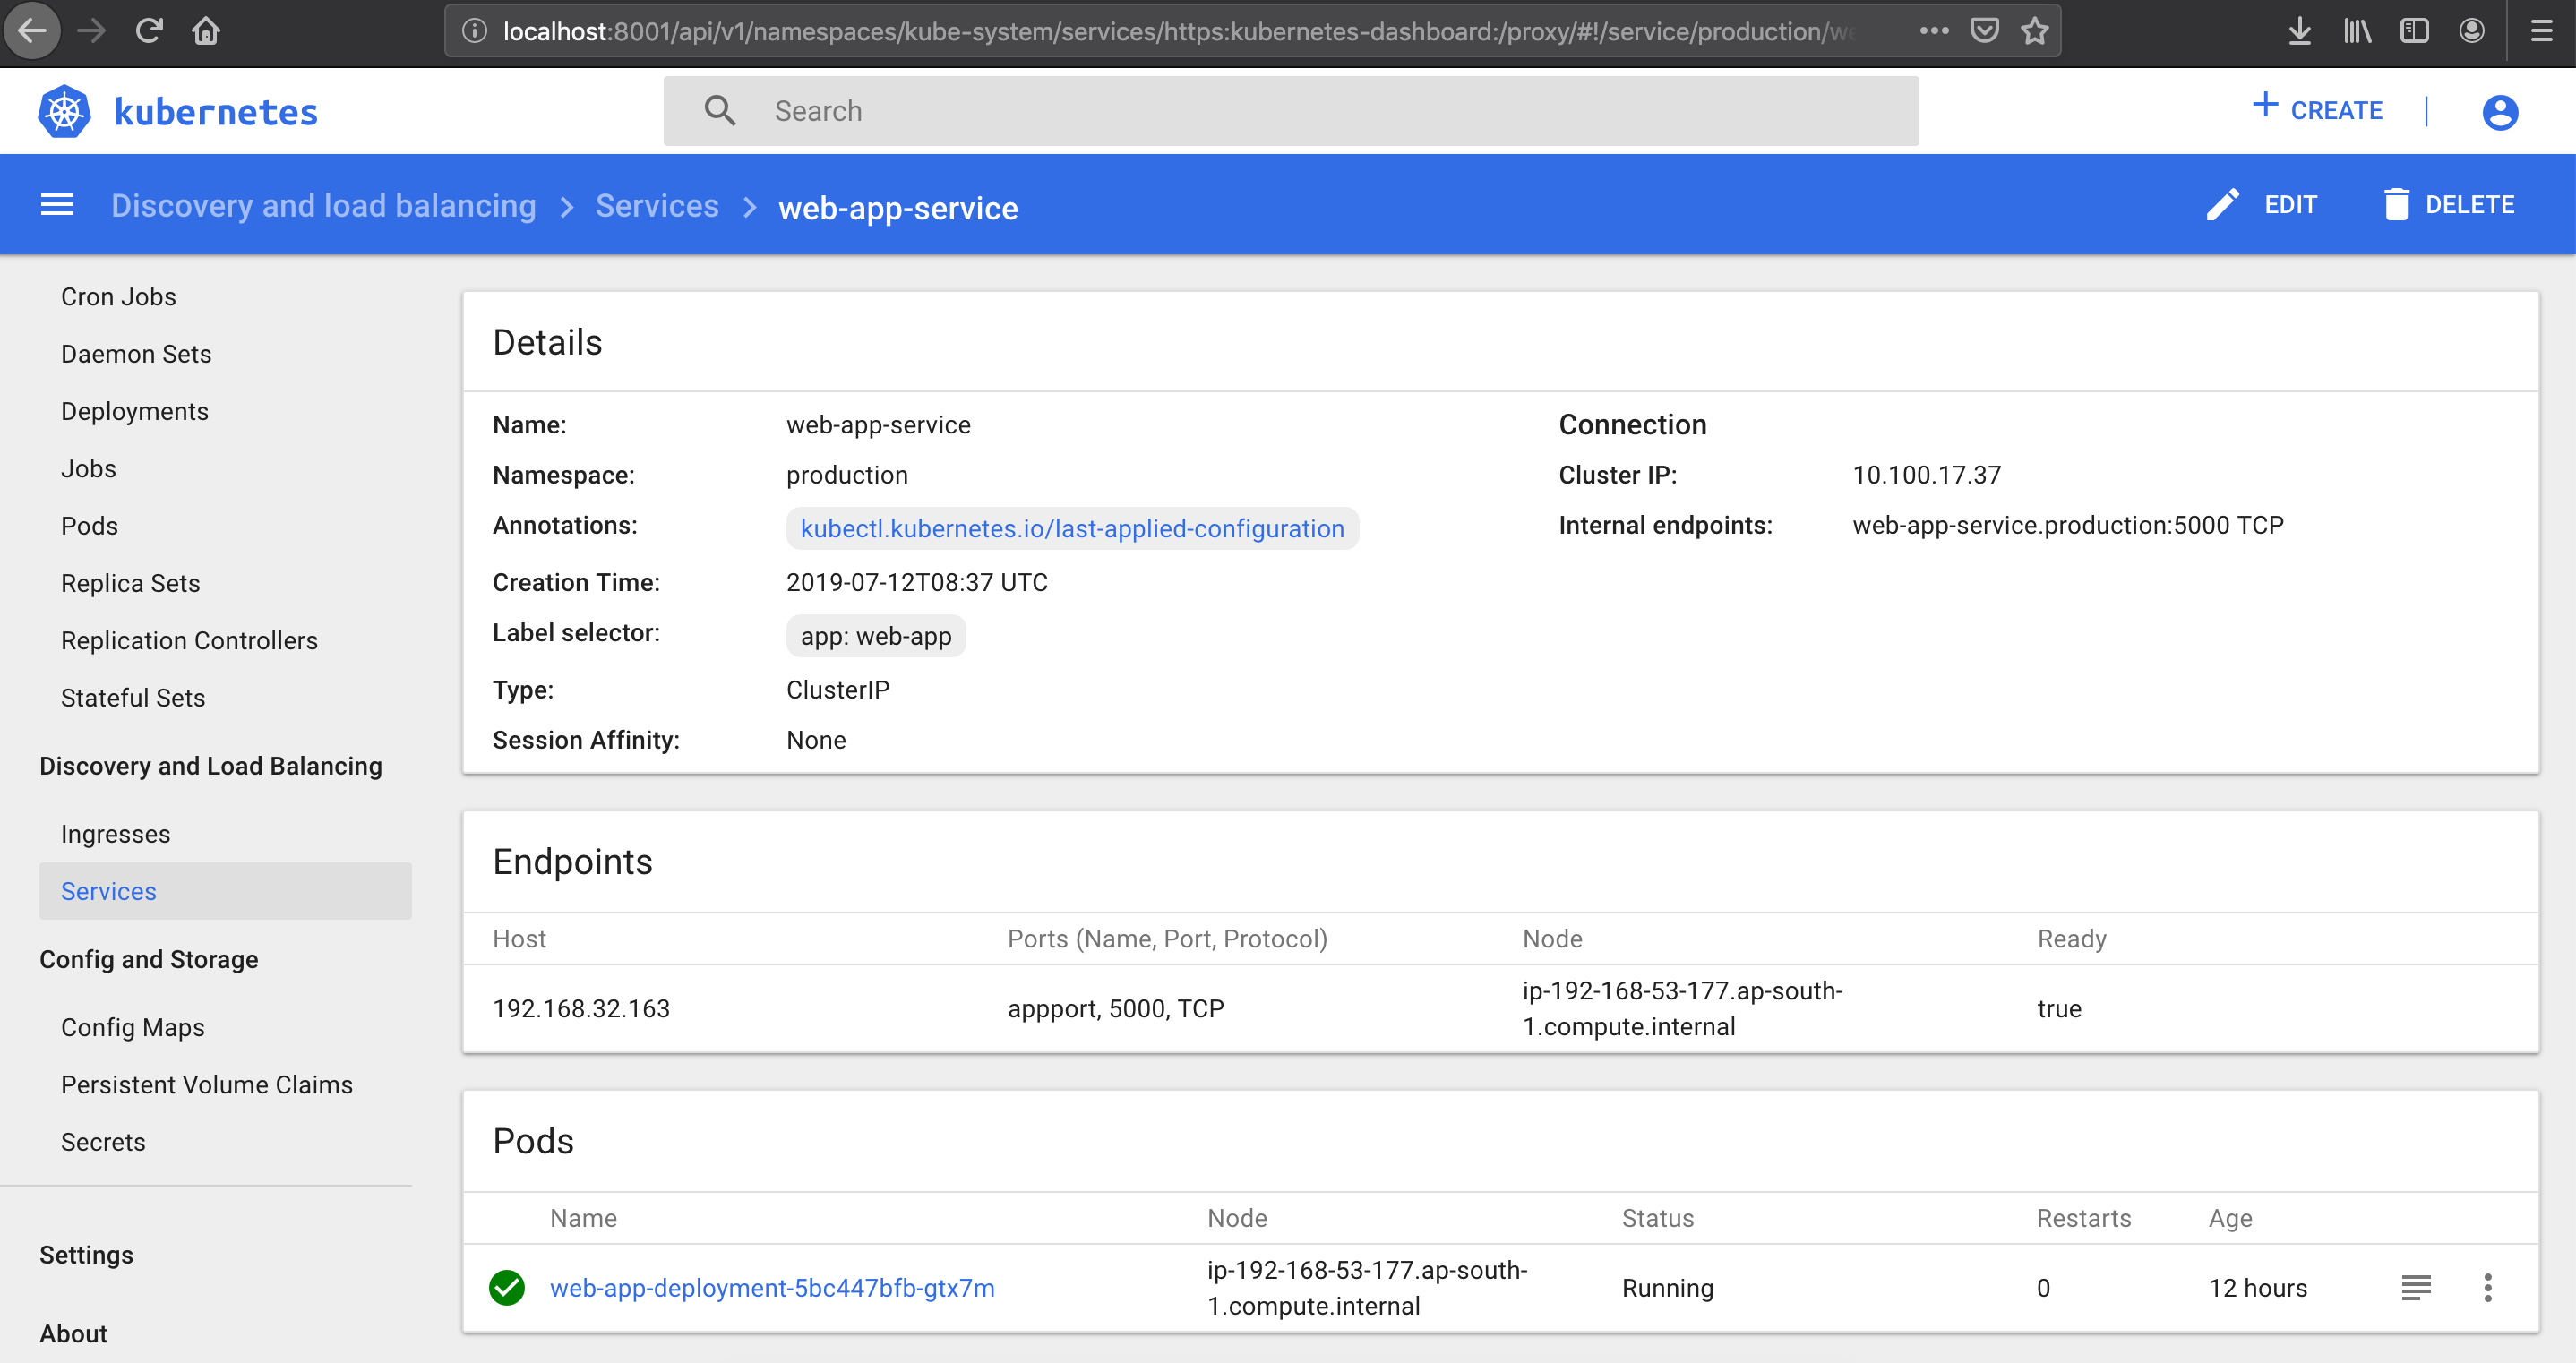 localhost:8001/api/v1/namespaces/kube-system/services/https:kubernetes-dashboard:/proxy/#!/service/production/we
kubernetes
Search
+ CREATE
Discovery and load balancing > Services > web-app-service
EDIT
DELETE
Cron Jobs
Daemon Sets
Deployments
Jobs
Pods
Replica Sets
Replication Controllers
Stateful Sets
Discovery and Load Balancing
Ingresses
Services
Config and Storage
Config Maps
Persistent Volume Claims
Secrets
Settings
About
Details
Name: web-app-service
Namespace: production
Annotations: kubectl.kubernetes.io/last-applied-configuration
Creation Time: 2019-07-12T08:37 UTC
Label selector: app: web-app
Type: ClusterIP
Session Affinity: None
Connection
Cluster IP: 10.100.17.37
Internal endpoints: web-app-service.production:5000 TCP
Endpoints
Host Ports (Name, Port, Protocol) Node Ready
192.168.32.163 appport, 5000, TCP ip-192-168-53-177.ap-south-
1.compute.internal true
Pods
Name Node Status Restarts Age
web-app-deployment-5bc447bfb-gtx7m ip-192-168-53-177.ap-south-
1.compute.internal Running 0 12 hours